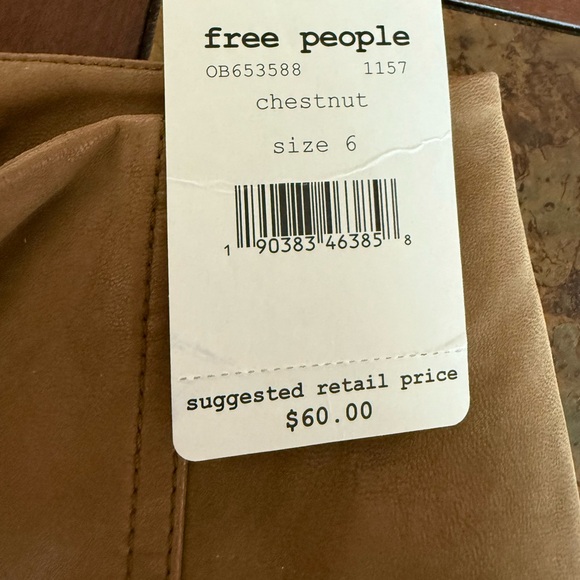 free people
OB653588 1157
chestnut
size 6
1 90383 46385 8
suggested retail price
$60.00